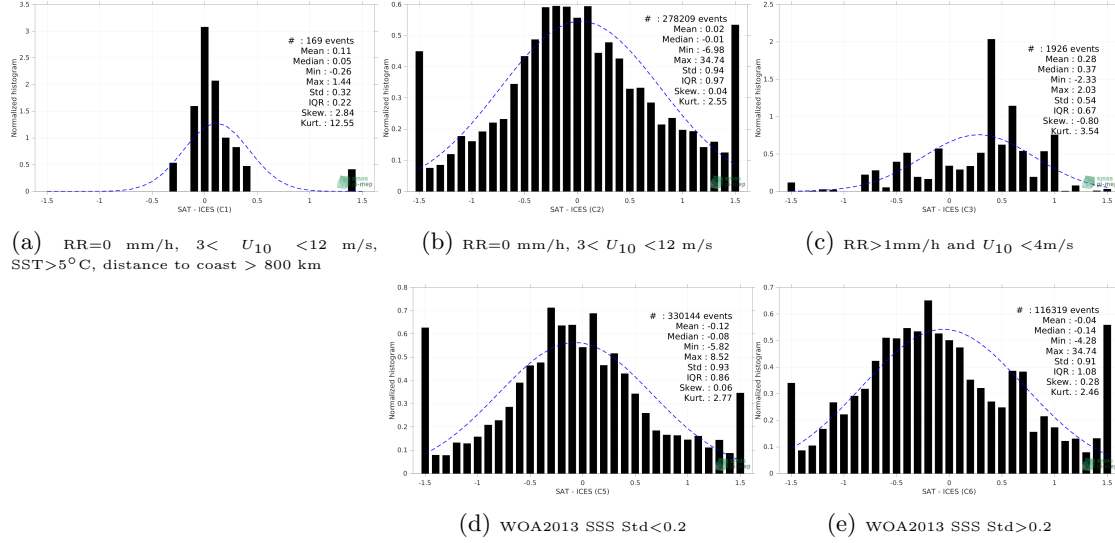 3.5
3
2.5
2
1.5
1
0.5
0
Normalized histogram
# : 169 events
Mean : 0.11
Median : 0.05
Min : -0.26
Max : 1.44
Std : 0.32
IQR : 0.22
Skew. : 2.84
Kurt. : 12.55
-1.5 -1 -0.5 0 0.5 1 1.5
SAT - ICES (C1)
(a) RR=0 mm/h, 3< U10 <12 m/s,
SST>5°C, distance to coast > 800 km
0.6
0.5
0.4
0.3
0.2
0.1
0
Normalized histogram
# : 278209 events
Mean : 0.02
Median : -0.01
Min : -6.98
Max : 34.74
Std : 0.94
IQR : 0.97
Skew. : 0.04
Kurt. : 2.55
-1.5 -1 -0.5 0 0.5 1 1.5
SAT - ICES (C2)
(b) RR=0 mm/h, 3< U10 <12 m/s
2.5
2
1.5
1
0.5
0
Normalized histogram
# : 1926 events
Mean : 0.28
Median : 0.37
Min : -2.33
Max : 2.03
Std : 0.54
IQR : 0.67
Skew. : -0.80
Kurt. : 3.54
-1.5 -1 -0.5 0 0.5 1 1.5
SAT - ICES (C3)
(c) RR>1mm/h and U10 <4m/s
0.8
0.7
0.6
0.5
0.4
0.3
0.2
0.1
0
Normalized histogram
# : 330144 events
Mean : -0.12
Median : -0.08
Min : -5.82
Max : 8.52
Std : 0.93
IQR : 0.86
Skew. : 0.06
Kurt. : 2.77
-1.5 -1 -0.5 0 0.5 1 1.5
SAT - ICES (C5)
(d) WOA2013 SSS Std<0.2
0.7
0.6
0.5
0.4
0.3
0.2
0.1
0
Normalized histogram
# : 116319 events
Mean : -0.04
Median : -0.14
Min : -4.28
Max : 34.74
Std : 0.91
IQR : 1.08
Skew. : 0.28
Kurt. : 2.46
-1.5 -1 -0.5 0 0.5 1 1.5
SAT - ICES (C6)
(e) WOA2013 SSS Std>0.2